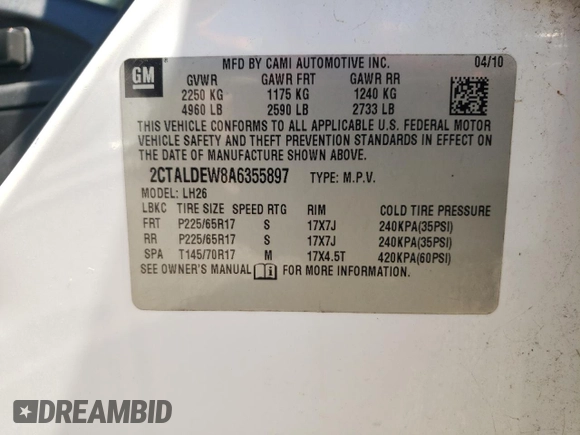 GM
MFD BY CAMI AUTOMOTIVE INC. 04/10
GVWR GAWR FRT GAWR RR
2250 KG 1175 KG 1240 KG
4960 LB 2590 LB 2733 LB
THIS VEHICLE CONFORMS TO ALL APPLICABLE U.S. FEDERAL MOTOR
VEHICLE SAFETY AND THEFT PREVENTION STANDARDS IN EFFECT ON THE
DATE OF MANUFACTURE SHOWN ABOVE.
2CTALDEW8A6355897 TYPE: M.P.V.
MODEL: LH26
LBKC TIRE SIZE SPEED RTG RIM COLD TIRE PRESSURE
FRT P225/65R17 S 17X7J 240KPA(35PSI)
RR P225/65R17 S 17X7J 240KPA(35PSI)
SPA T145/70R17 M 17X4.5T 420KPA(60PSI)
SEE OWNER'S MANUAL FOR MORE INFORMATION.
DREAMBID